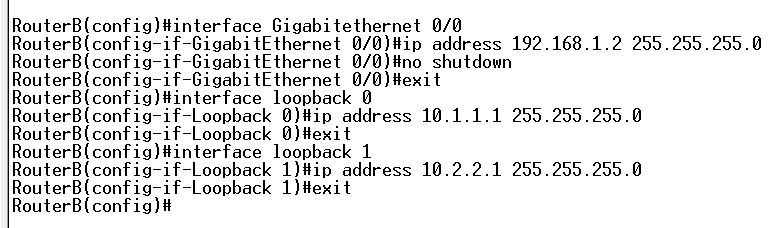 RouterB(config)#interface Gigabitethernet 0/0
RouterB(config-if-GigabitEthernet 0/0)#ip address 192.168.1.2 255.255.255.0
RouterB(config-if-GigabitEthernet 0/0)#no shutdown
RouterB(config-if-GigabitEthernet 0/0)#exit
RouterB(config)#interface loopback 0
RouterB(config-if-Loopback 0)#ip address 10.1.1.1 255.255.255.0
RouterB(config-if-Loopback 0)#exit
RouterB(config)#interface loopback 1
RouterB(config-if-Loopback 1)#ip address 10.2.2.1 255.255.255.0
RouterB(config-if-Loopback 1)#exit
RouterB(config)#